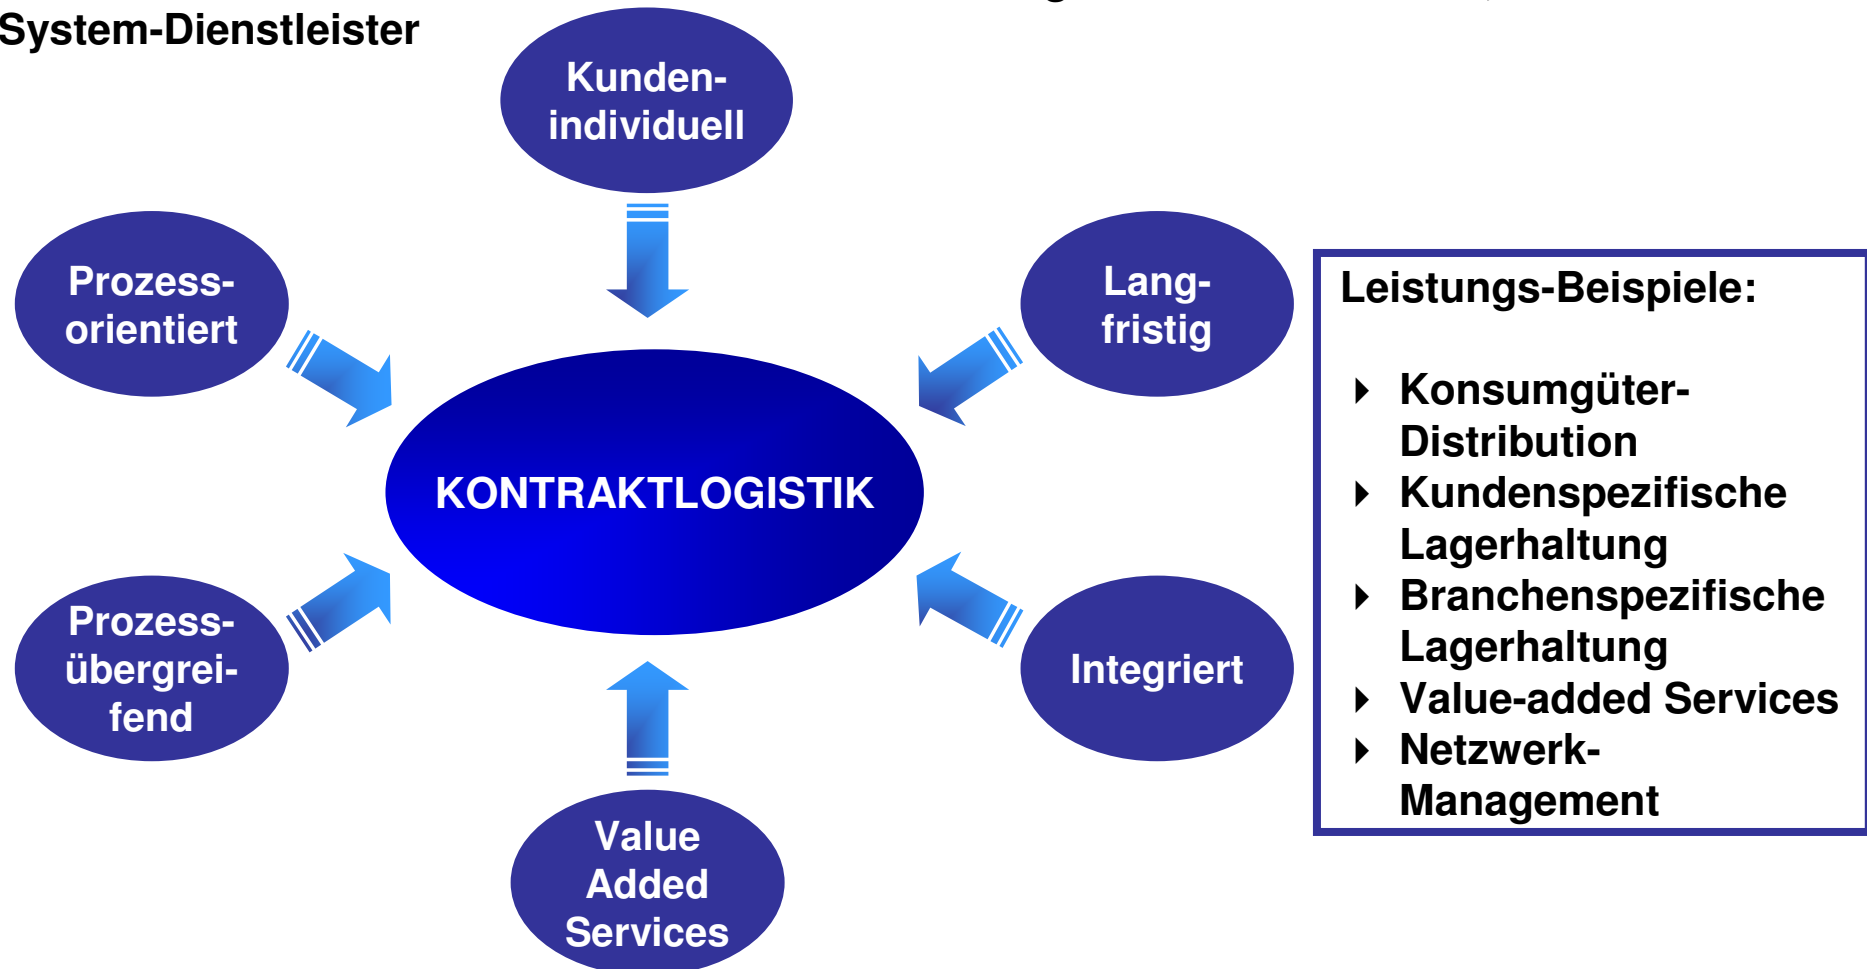 System-Dienstleister
Kunden-
individuell
Prozess-
orientiert
Lang-
fristig
KONTRAKTLOGISTIK
Prozess-
übergrei-
fend
Integriert
Value
Added
Services
Leistungs-Beispiele:
Konsumgüter-
Distribution
Kundenspezifische
Lagerhaltung
Branchenspezifische
Lagerhaltung
Value-added Services
Netzwerk-
Management